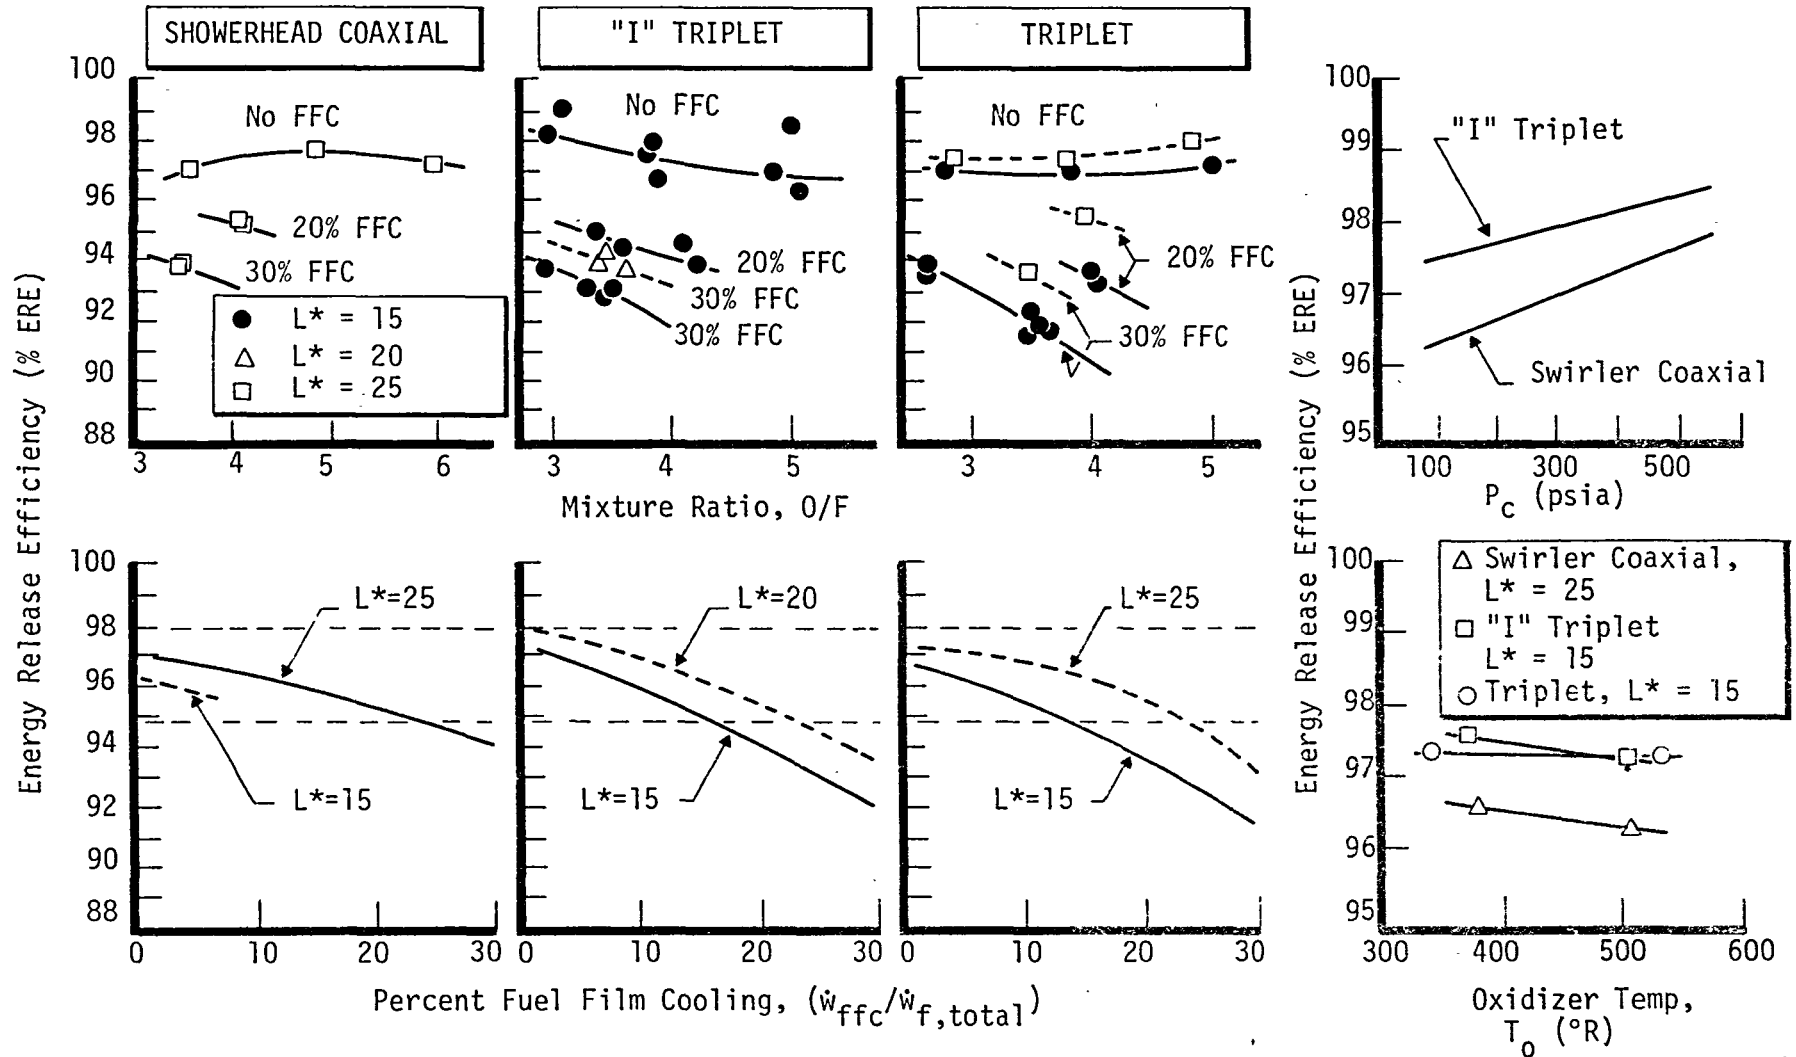 SHOWERHEAD COAXIAL
"I" TRIPLET
TRIPLET
Energy Release Efficiency (% ERE)
100
98
96
94
92
90
88
No FFC
20% FFC
30% FFC
L* = 15
L* = 20
L* = 25
3 4 5 6
No FFC
20% FFC
30% FFC
30% FFC
3 4 5
No FFC
20% FFC
30% FFC
3 4 5
Mixture Ratio, O/F
Energy Release Efficiency (% ERE)
100
99
98
97
96
95
"I" Triplet
Swirler Coaxial
100 300 500
Pc (psia)
100
98
96
94
92
90
88
L*=25
L*=15
0 10 20 30
L*=20
L*=15
0 10 20 30
L*=25
L*=15
0 10 20 30
Percent Fuel Film Cooling, (ẇffc/ẇf,total)
100
99
98
97
96
95
Swirler Coaxial,
L* = 25
"I" Triplet
L* = 15
Triplet, L* = 15
300 400 500 600
Oxidizer Temp,
To (°R)